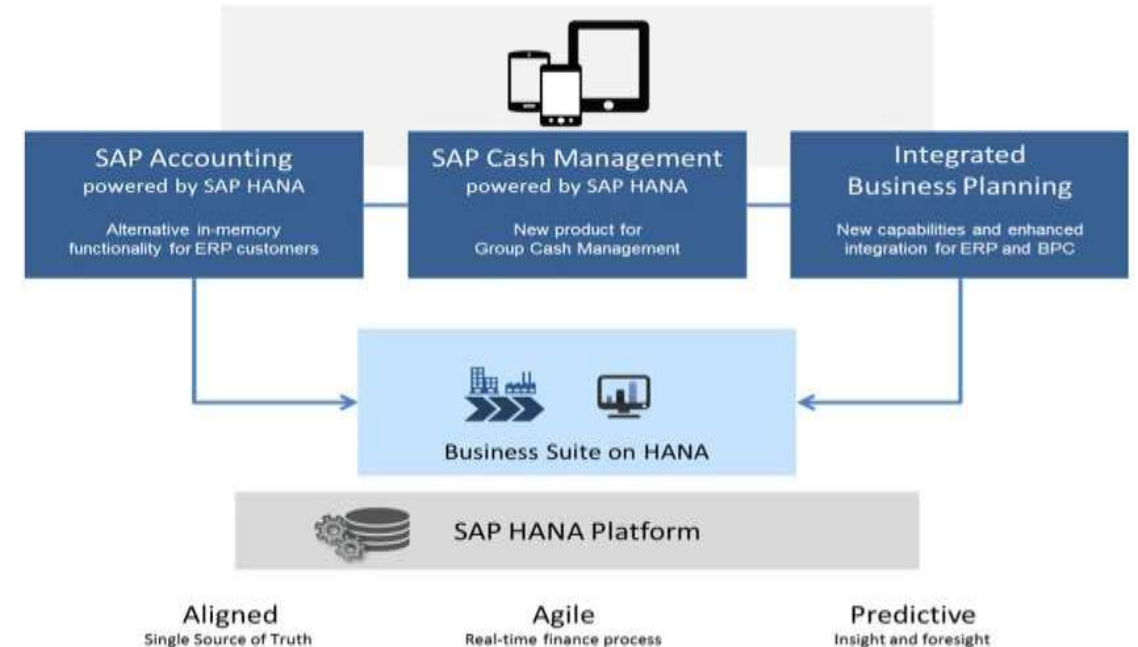 SAP Accounting
powered by SAP HANA
Alternative in-memory
functionality for ERP customers
SAP Cash Management
powered by SAP HANA
New product for
Group Cash Management
Integrated
Business Planning
New capabilities and enhanced
integration for ERP and BPC
Business Suite on HANA
SAP HANA Platform
Aligned
Single Source of Truth
Agile
Real-time finance process
Predictive
Insight and foresight